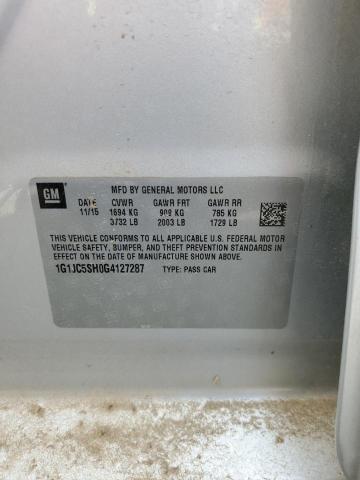 GM
MFD BY GENERAL MOTORS LLC
DATE GVWR GAWR FRT GAWR RR
11/15 1694 KG 909 KG 785 KG
3732 LB 2003 LB 1729 LB
THIS VEHICLE CONFORMS TO ALL APPLICABLE U.S. FEDERAL MOTOR
VEHICLE SAFETY, BUMPER, AND THEFT PREVENTION STANDARDS
IN EFFECT ON THE DATE OF MANUFACTURE SHOWN ABOVE.
1G1JC5SH0G4127287 TYPE: PASS CAR